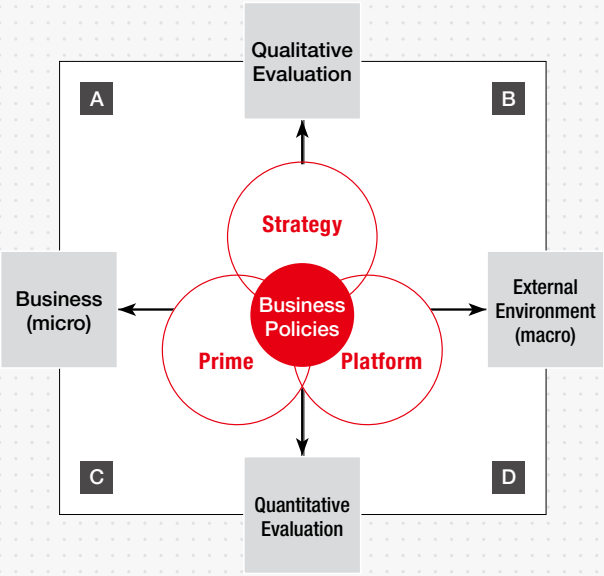 Qualitative
Evaluation
A
B
Strategy
Business
(micro)
Business
Policies
External
Environment
(macro)
Prime
Platform
C
D
Quantitative
Evaluation